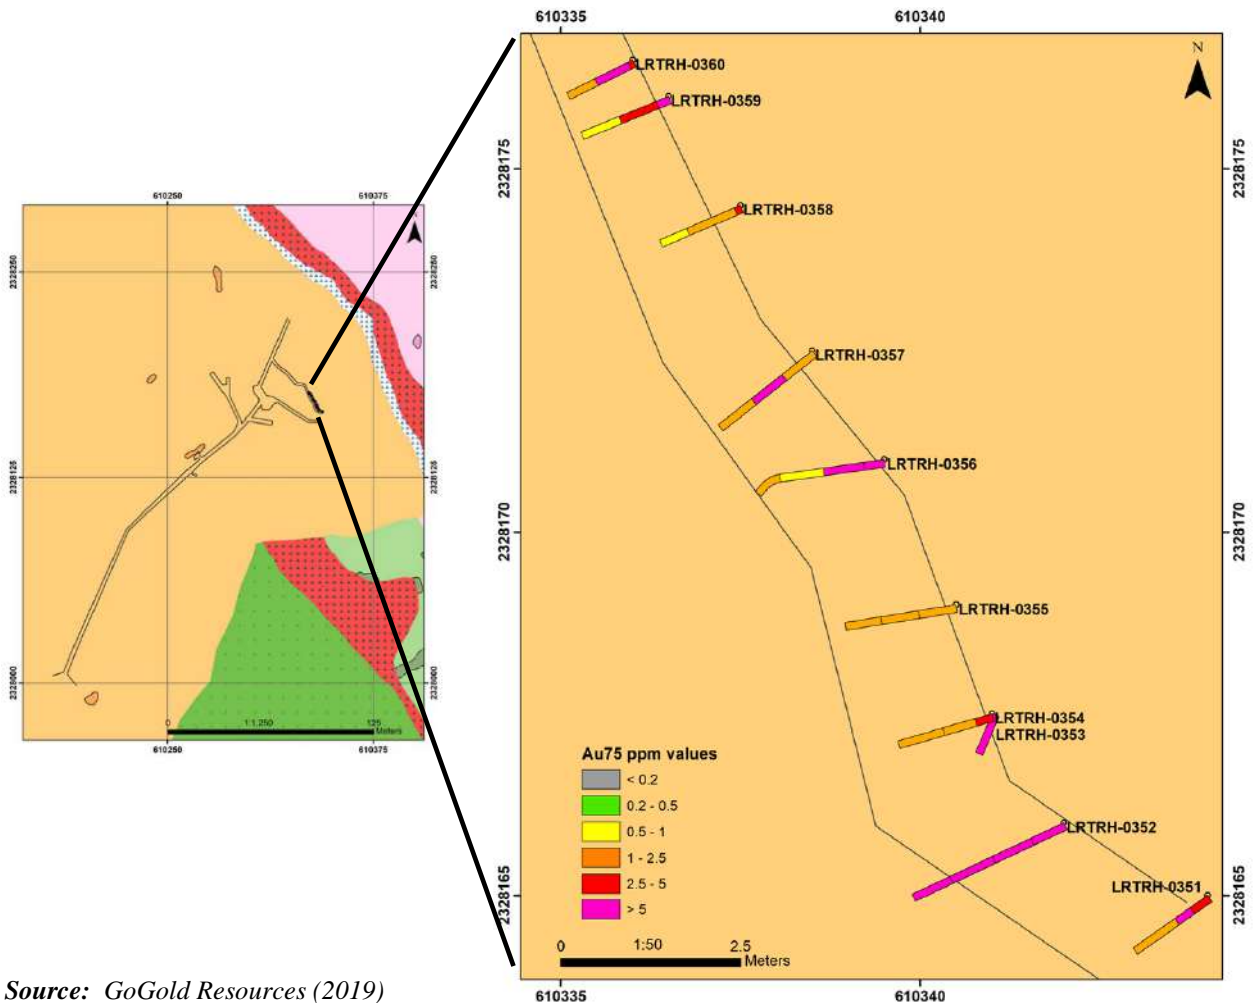 610335
610340
N
LRTRH-0360
LRTRH-0359
2328175
2328175
LRTRH-0358
610250
610375
2328250
2328250
LRTRH-0357
LRTRH-0356
2328125
2328125
2328170
2328170
LRTRH-0355
2328000
2328000
LRTRH-0354
LRTRH-0353
0
1:1,250
125
Meters
610250
610375
Au75 ppm values
< 0.2
0.2 - 0.5
0.5 - 1
1 - 2.5
2.5 - 5
> 5
LRTRH-0352
LRTRH-0351
2328165
2328165
0
1:50
2.5
Meters
Source: GoGold Resources (2019)
610335
610340